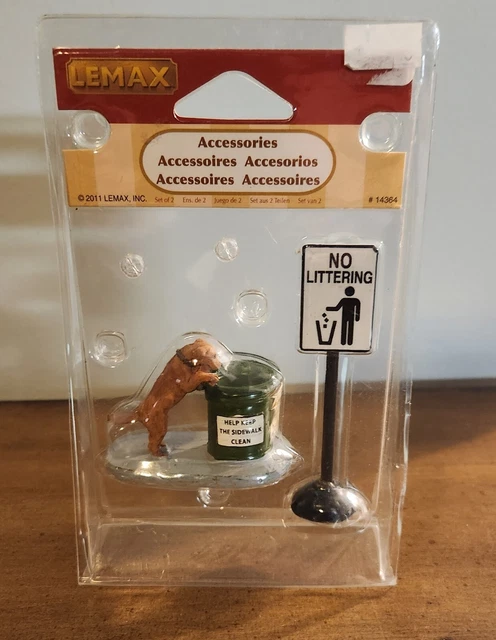 LEMAX
Accessories
Accessoires Accesorios
Accessoires Accessoires
© 2011 LEMAX, INC. Set of 2 Ens. de 2 Juego de 2 Set aus 2 Teilen Set van 2 # 14364
NO
LITTERING
HELP KEEP
THE SIDEWALK
CLEAN